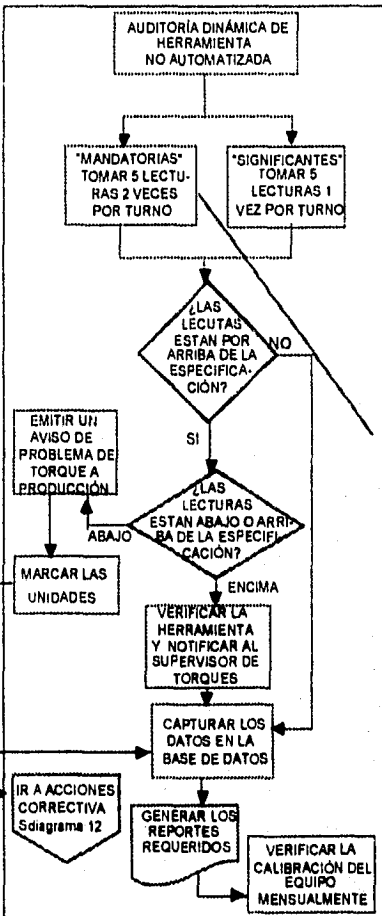 AUDITORÍA DINÁMICA DE
HERRAMIENTA
NO AUTOMATIZADA
"MANDATORIAS"
TOMAR 5 LECTU-
RAS 2 VECES
POR TURNO
"SIGNIFICANTES"
TOMAR 5
LECTURAS 1
VEZ POR TURNO
¿LAS
LECUTAS
ESTAN POR
ARRIBA DE LA
ESPECIFICA-
CIÓN?
NO
SI
EMITIR UN
AVISO DE
PROBLEMA DE
TORQUE A
PRODUCCIÓN
¿LAS
LECTURAS
ESTAN ABAJO O ARRI-
BA DE LA ESPECIFI-
CACIÓN?
ABAJO
ENCIMA
MARCAR LAS
UNIDADES
VERIFICAR LA
HERRAMIENTA
Y NOTIFICAR AL
SUPERVISOR DE
TORQUES
CAPTURAR LOS
DATOS EN LA
BASE DE DATOS
IR A ACCIONES
CORRECTIVA
Sdiagrama 12
GENERAR LOS
REPORTES
REQUERIDOS
VERIFICAR LA
CALIBRACIÓN DEL
EQUIPO
MENSUALMENTE